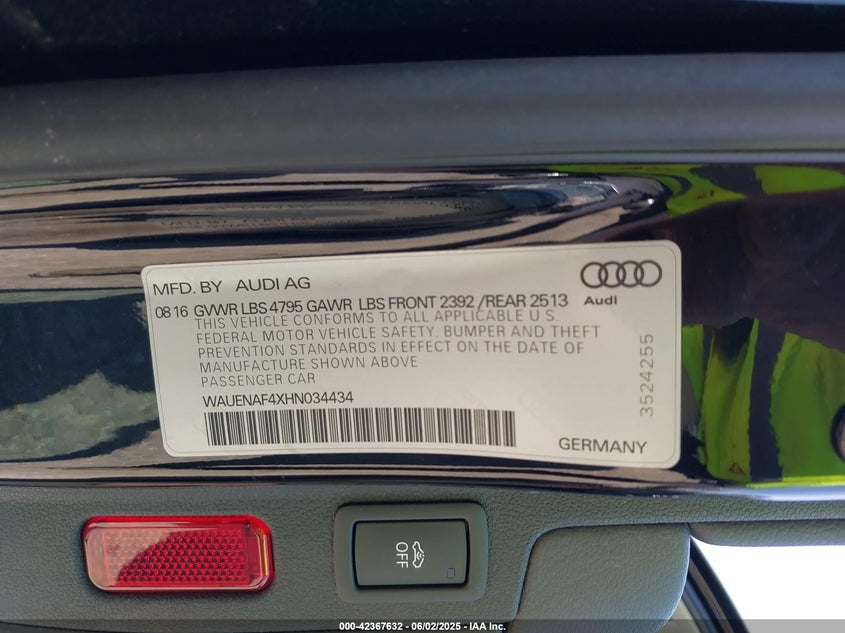 MFD. BY AUDI AG
Audi
08 16 GVWR LBS 4795 GAWR LBS FRONT 2392 /REAR 2513
THIS VEHICLE CONFORMS TO ALL APPLICABLE U.S.
FEDERAL MOTOR VEHICLE SAFETY, BUMPER AND THEFT
PREVENTION STANDARDS IN EFFECT ON THE DATE OF
MANUFACTURE SHOWN ABOVE
PASSENGER CAR
WAUENAF4XHN034434
GERMANY
3524255
OFF
000-42367632 - 06/02/2025 - IAA Inc.